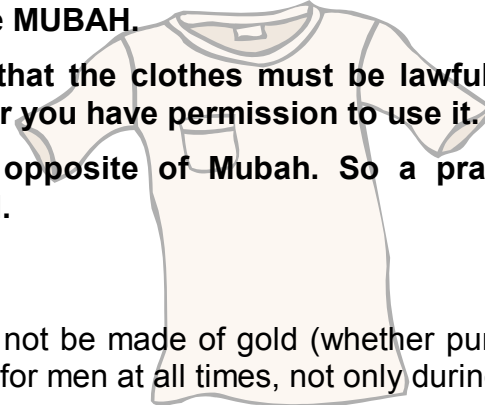 e MUBAH.
that the clothes must be lawful
r you have permission to use it.
opposite of Mubah. So a pra
.
not be made of gold (whether pur
for men at all times, not only durin